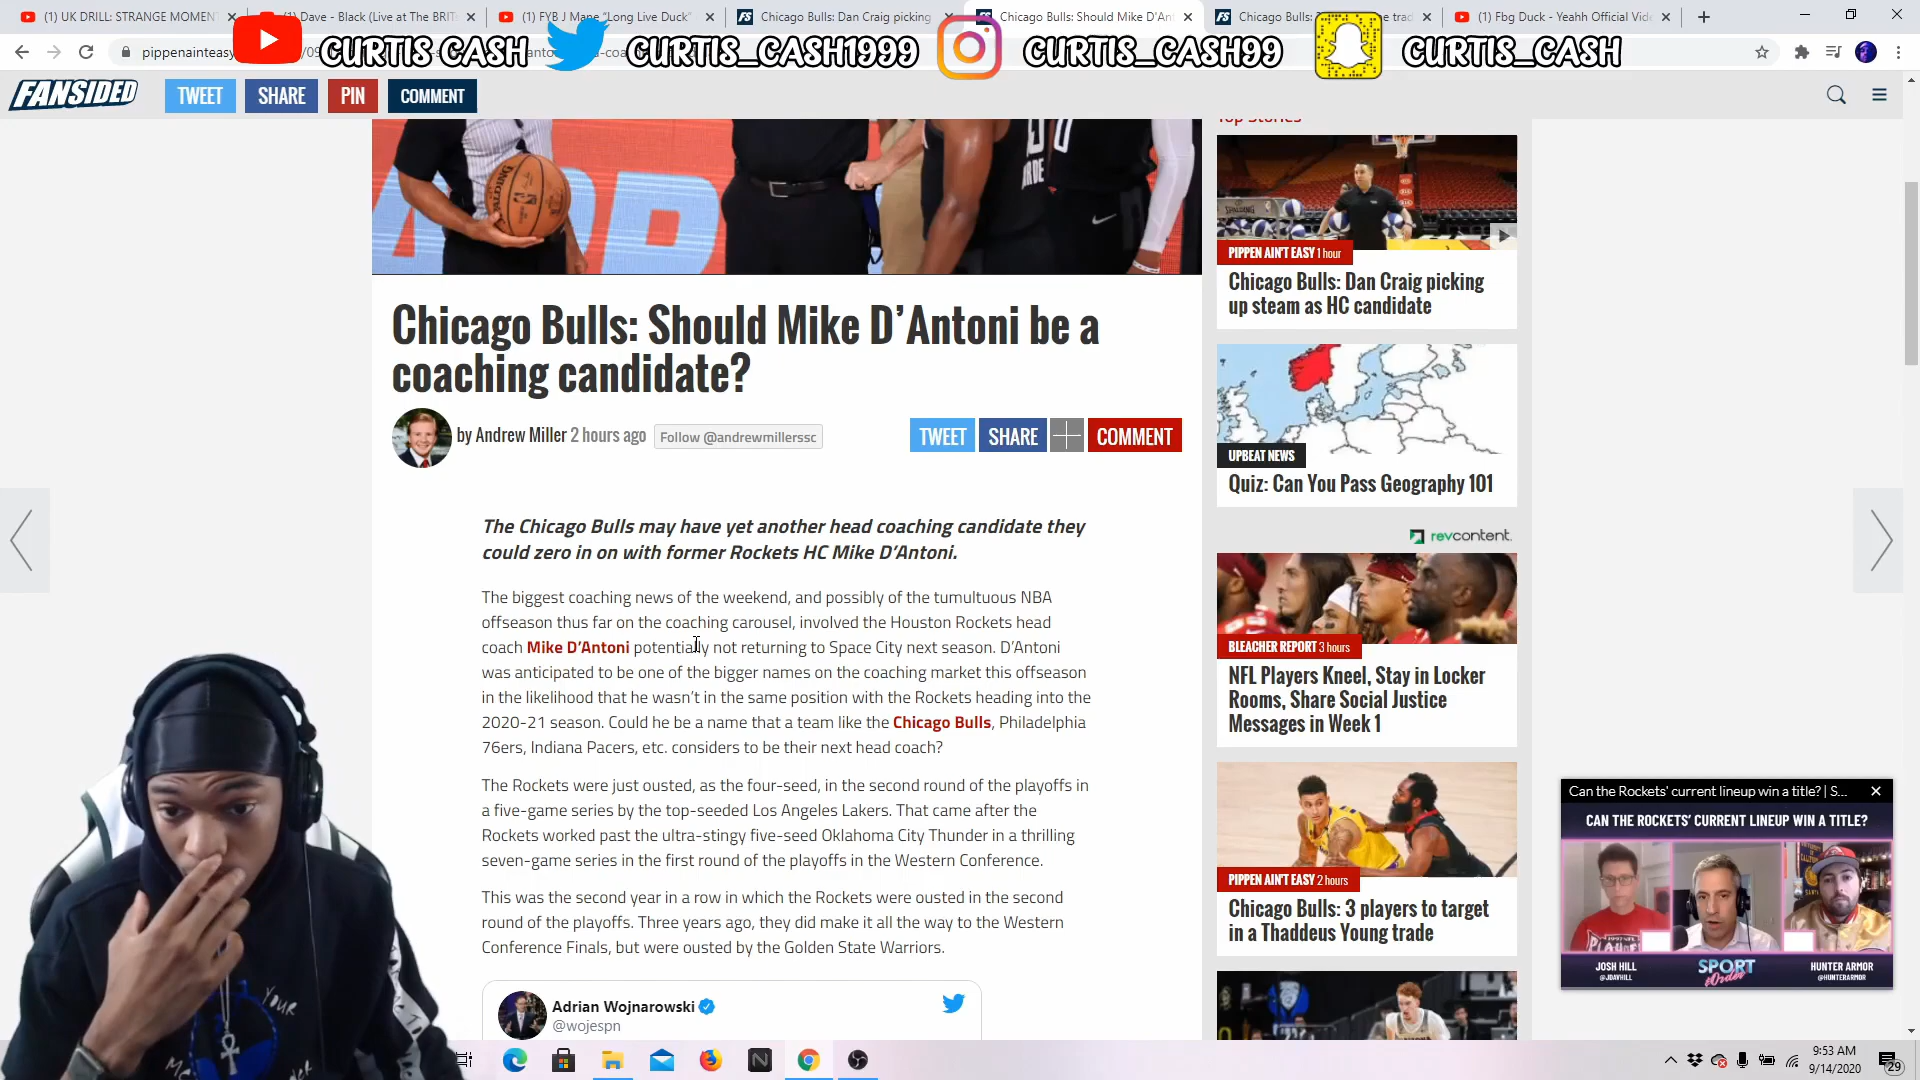 (1) UK DRILL: STRANGE MOMEN
(1) Dave - Black (Live at The BRIT
(1) FYB J Mane "Long Live Duck"
Chicago Bulls: Dan Craig picking
Chicago Bulls: Should Mike D'An
Chicago Bulls:
(1) Fbg Duck - Yeahh Official Vid
pippenainteasy
CURTIS CASH
CURTIS_CASH1999
CURTIS_CASH99
CURTIS_CASH
FANSIDED
TWEET
SHARE
PIN
COMMENT
Top Stories
PIPPEN AIN'T EASY 1 hour
Chicago Bulls: Dan Craig picking
up steam as HC candidate
Chicago Bulls: Should Mike D'Antoni be a
coaching candidate?
by Andrew Miller 2 hours ago
Follow @andrewmillerssc
TWEET
SHARE
COMMENT
UPBEAT NEWS
Quiz: Can You Pass Geography 101
revcontent.
The Chicago Bulls may have yet another head coaching candidate they
could zero in on with former Rockets HC Mike D'Antoni.
The biggest coaching news of the weekend, and possibly of the tumultuous NBA
offseason thus far on the coaching carousel, involved the Houston Rockets head
coach Mike D'Antoni potentially not returning to Space City next season. D'Antoni
was anticipated to be one of the bigger names on the coaching market this offseason
in the likelihood that he wasn't in the same position with the Rockets heading into the
2020-21 season. Could he be a name that a team like the Chicago Bulls, Philadelphia
76ers, Indiana Pacers, etc. considers to be their next head coach?
The Rockets were just ousted, as the four-seed, in the second round of the playoffs in
a five-game series by the top-seeded Los Angeles Lakers. That came after the
Rockets worked past the ultra-stingy five-seed Oklahoma City Thunder in a thrilling
seven-game series in the first round of the playoffs in the Western Conference.
This was the second year in a row in which the Rockets were ousted in the second
round of the playoffs. Three years ago, they did make it all the way to the Western
Conference Finals, but were ousted by the Golden State Warriors.
Adrian Wojnarowski
@wojespn
BLEACHER REPORT 3 hours
NFL Players Kneel, Stay in Locker
Rooms, Share Social Justice
Messages in Week 1
PIPPEN AIN'T EASY 2 hours
Chicago Bulls: 3 players to target
in a Thaddeus Young trade
Can the Rockets' current lineup win a title? | S...
CAN THE ROCKETS' CURRENT LINEUP WIN A TITLE?
JOSH HILL
@JDAVHILL
SPORT
#Order
HUNTER ARMOR
@HUNTERARMOR
9:53 AM
9/14/2020
29